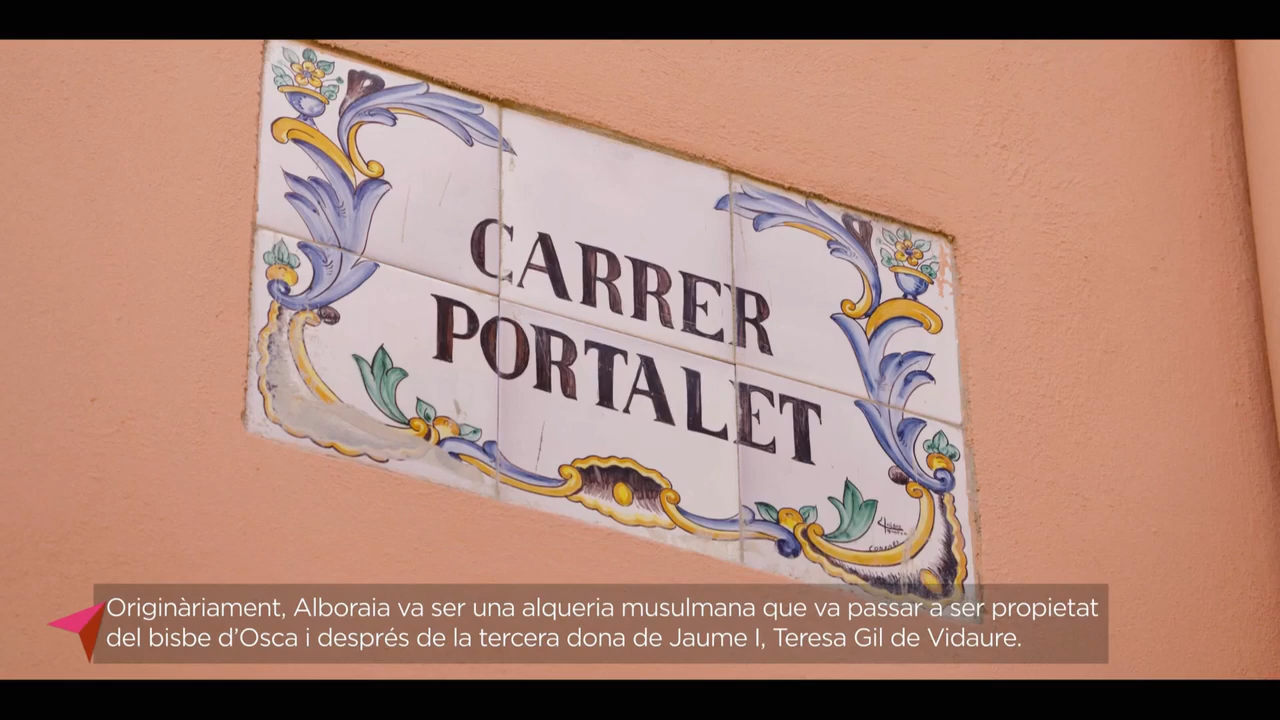 CARRER
PORTALET
Originàriament, Alboraia va ser una alqueria musulmana que va passar a ser propietat
del bisbe d'Osca i després de la tercera dona de Jaume I, Teresa Gil de Vidaure.